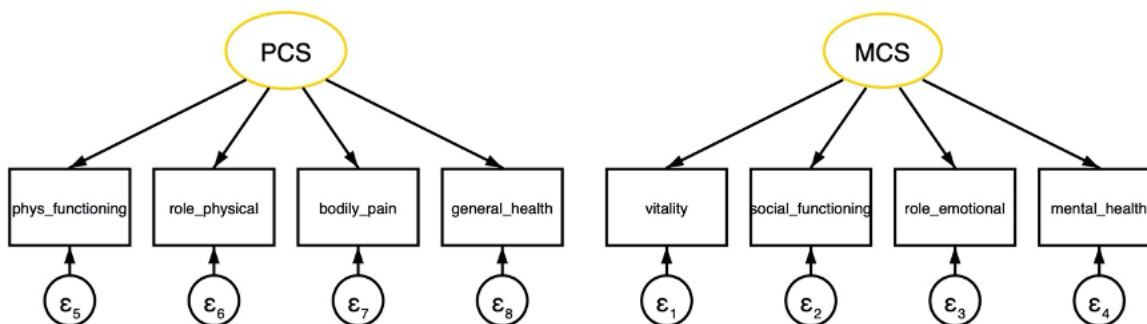 PCS MCS
phys_functioning role_physical bodily_pain general_health vitality social_functioning role_emotional mental_health
ε5 ε6 ε7 ε8 ε1 ε2 ε3 ε4